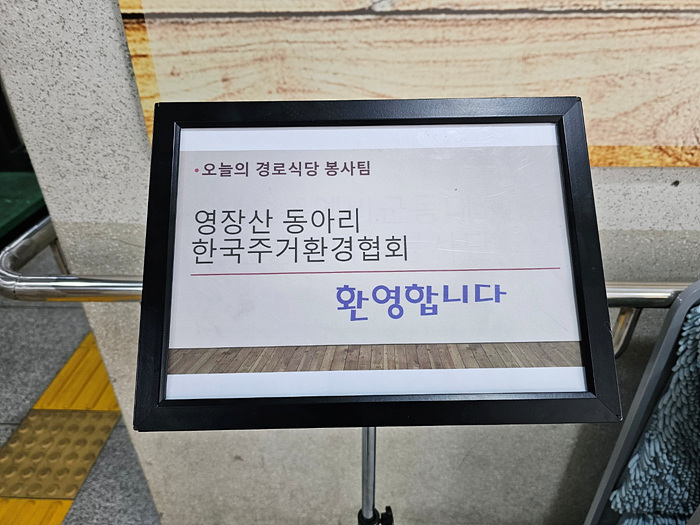 •오늘의 경로식당 봉사팀
영장산 동아리
한국주거환경협회
환영합니다